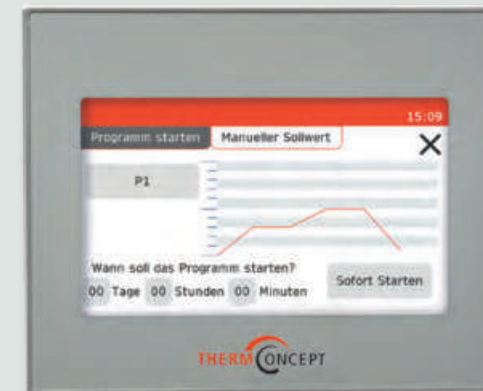 15:09
Programm starten Manueller Sollwert
P1
Wann soll das Programm starten?
00 Tage 00 Stunden 00 Minuten
Sofort Starten
THERMCONCEPT